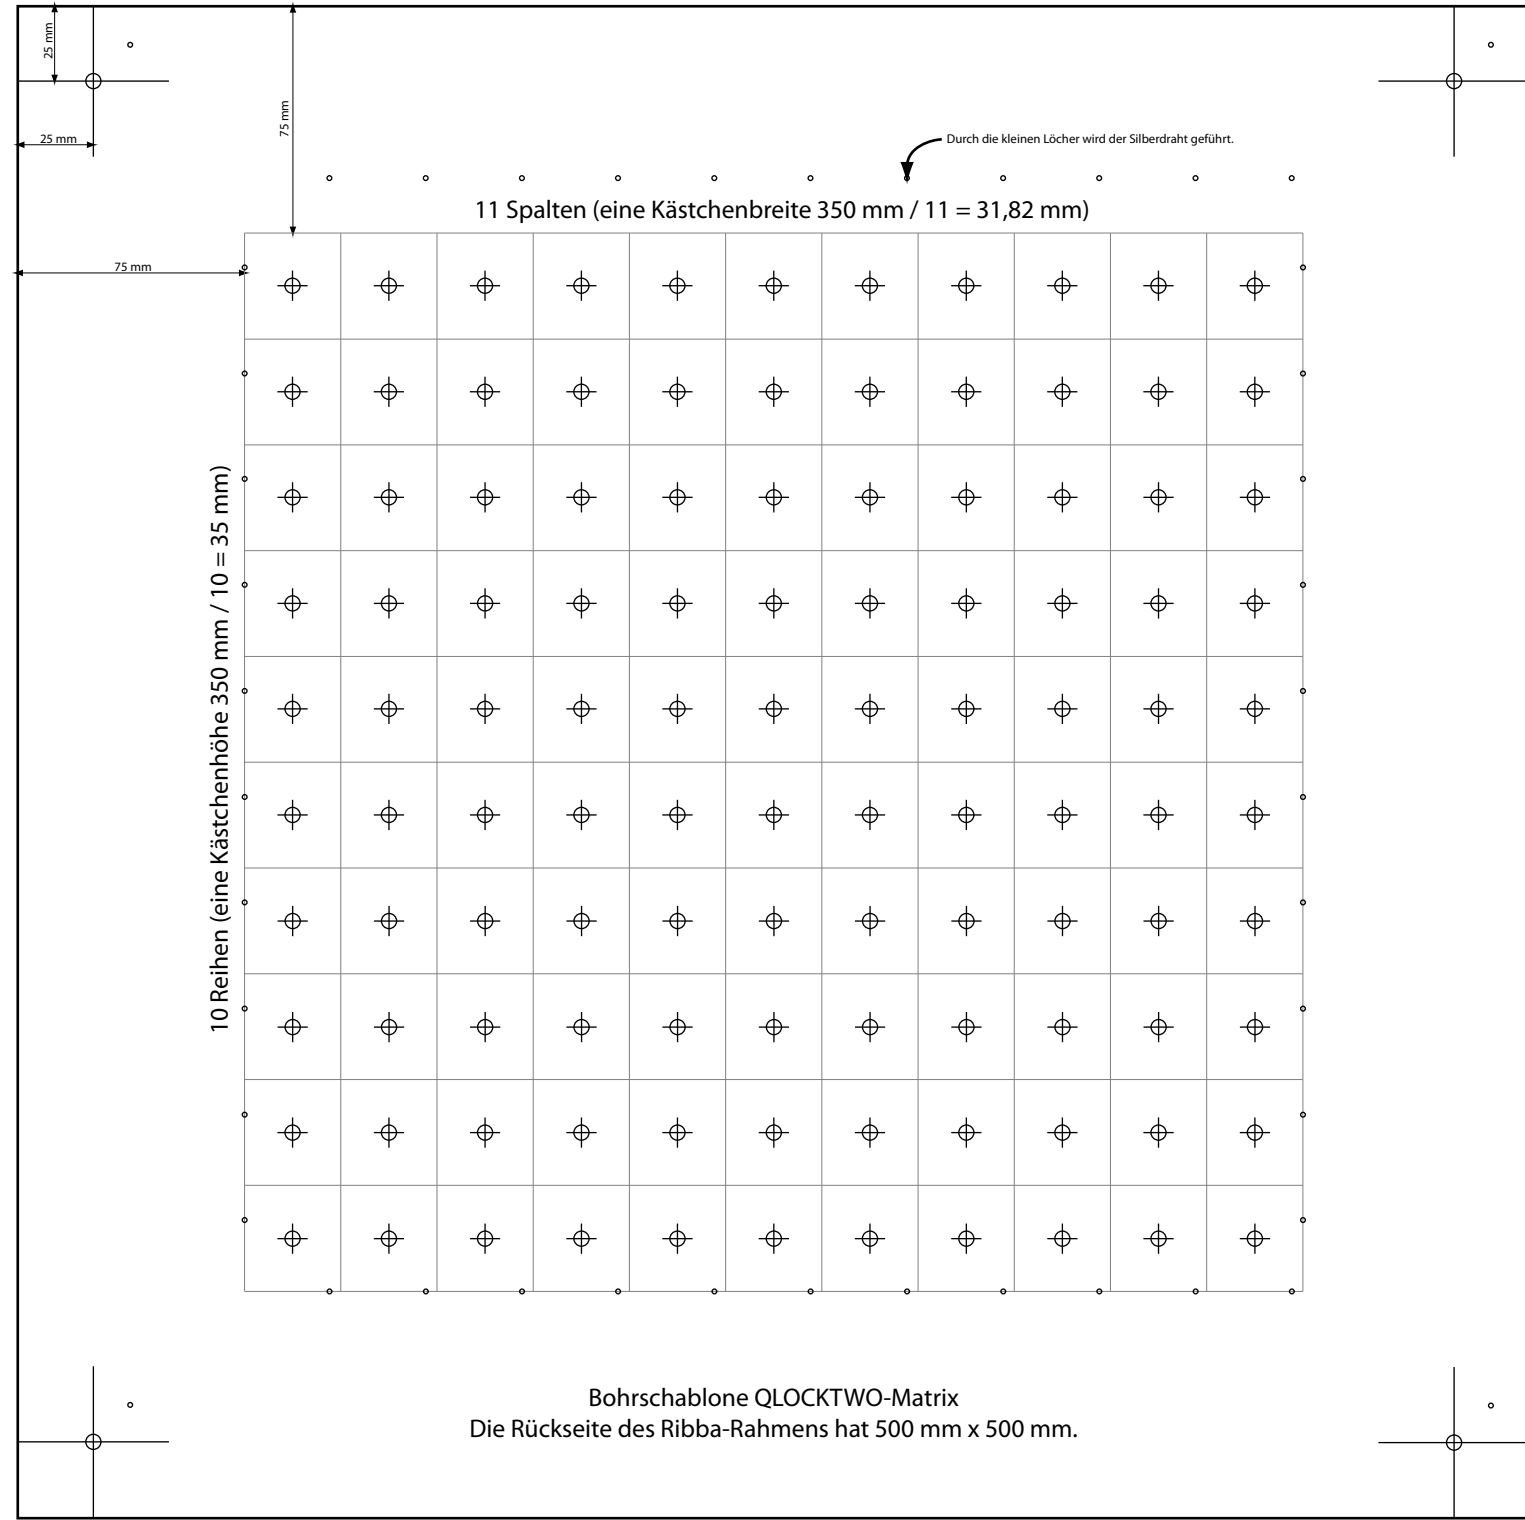 25 mm
25 mm
75 mm
Durch die kleinen Löcher wird der Silberdraht geführt.
11 Spalten (eine Kästchenbreite 350 mm / 11 = 31,82 mm)
75 mm
10 Reihen (eine Kästchenhöhe 350 mm / 10 = 35 mm)
Bohrschablone QLOCKTWO-Matrix
Die Rückseite des Ribba-Rahmens hat 500 mm x 500 mm.